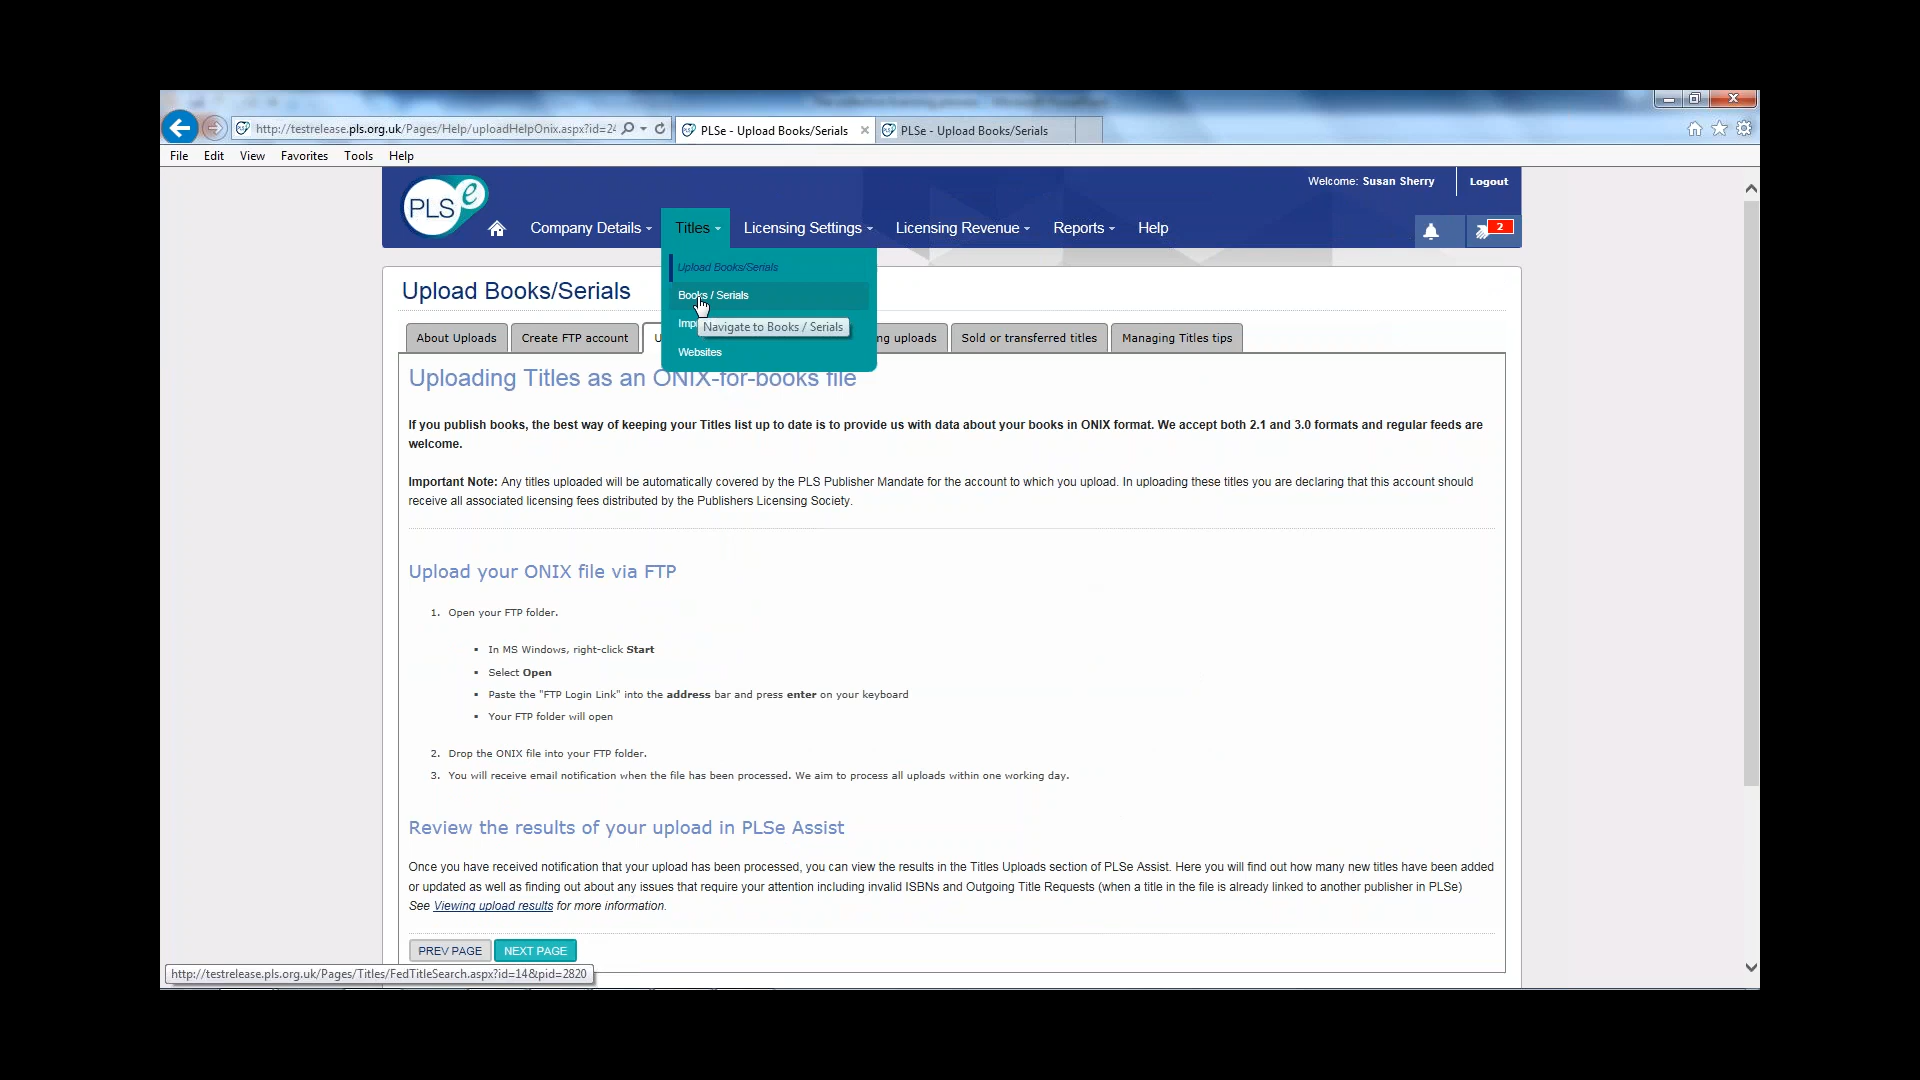 http://testrelease.pls.org.uk/Pages/Help/uploadHelpOnix.aspx?id=24
PLSe - Upload Books/Serials
PLSe - Upload Books/Serials
File Edit View Favorites Tools Help
Welcome: Susan Sherry
Logout
PLS e
Company Details
Titles
Licensing Settings
Licensing Revenue
Reports
Help
2
Upload Books/Serials
Books / Serials
Navigate to Books / Serials
Websites
Upload Books/Serials
About Uploads
Create FTP account
uploads
Sold or transferred titles
Managing Titles tips
Uploading Titles as an ONIX-for-books file
If you publish books, the best way of keeping your Titles list up to date is to provide us with data about your books in ONIX format. We accept both 2.1 and 3.0 formats and regular feeds are
welcome.
Important Note: Any titles uploaded will be automatically covered by the PLS Publisher Mandate for the account to which you upload. In uploading these titles you are declaring that this account should
receive all associated licensing fees distributed by the Publishers Licensing Society.
Upload your ONIX file via FTP
1. Open your FTP folder.
▪ In MS Windows, right-click Start
▪ Select Open
▪ Paste the "FTP Login Link" into the address bar and press enter on your keyboard
▪ Your FTP folder will open
2. Drop the ONIX file into your FTP folder.
3. You will receive email notification when the file has been processed. We aim to process all uploads within one working day.
Review the results of your upload in PLSe Assist
Once you have received notification that your upload has been processed, you can view the results in the Titles Uploads section of PLSe Assist. Here you will find out how many new titles have been added
or updated as well as finding out about any issues that require your attention including invalid ISBNs and Outgoing Title Requests (when a title in the file is already linked to another publisher in PLSe)
See Viewing upload results for more information.
PREV PAGE
NEXT PAGE
http://testrelease.pls.org.uk/Pages/Titles/FedTitleSearch.aspx?id=14&pid=2820